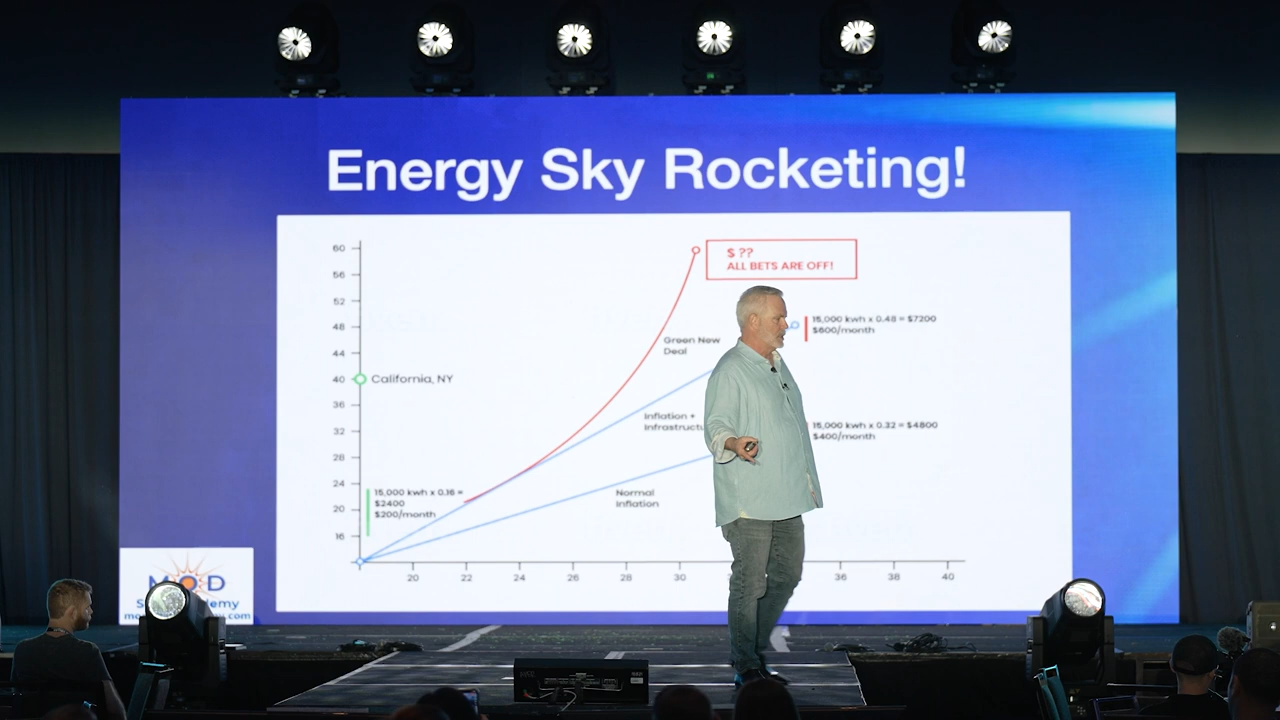 Energy Sky Rocketing!
60
56
52
48
44
40
36
32
28
24
20
16
California, NY
$ ??
ALL BETS ARE OFF!
15,000 kwh x 0.48 = $7200
$600/month
Green New
Deal
Inflation +
15,000 kwh x 0.32 = $4800
$400/month
15,000 kwh x 0.16 =
$2400
$200/month
Normal
Inflation
20
22
24
26
28
30
36
38
40